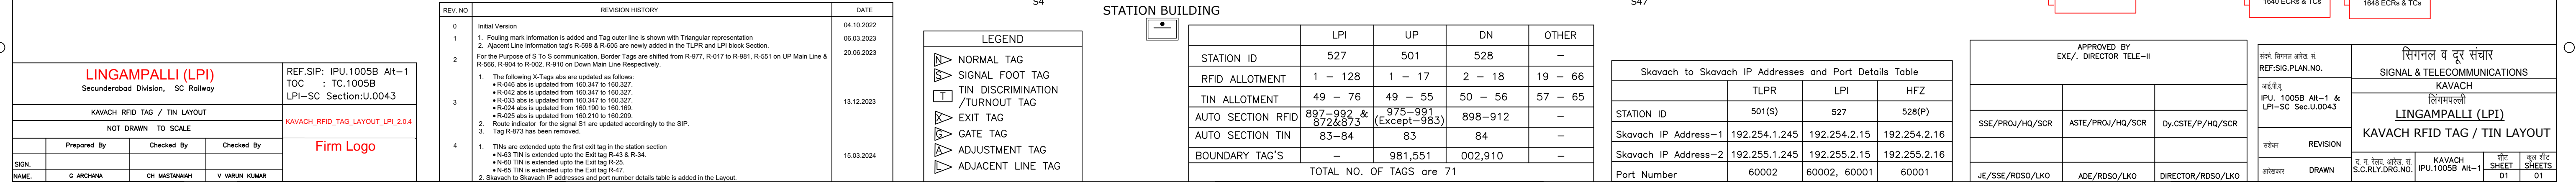 S4
S47
STATION BUILDING
1640 ECRs & TCs
1648 ECRs & TCs
LINGAMPALLI (LPI)
Secunderabad Division, SC Railway
REF.SIP: IPU.1005B Alt-1
TOC : TC.1005B
LPI-SC Section:U.0043
KAVACH RFID TAG / TIN LAYOUT
NOT DRAWN TO SCALE
KAVACH_RFID_TAG_LAYOUT_LPI_2.0.4
Prepared By Checked By Checked By
Firm Logo
SIGN.
NAME. G ARCHANA CH MASTANAIAH V VARUN KUMAR
REV. NO REVISION HISTORY DATE
0 Initial Version 04.10.2022
1 1. Fouling mark information is added and Tag outer line is shown with Triangular representation 06.03.2023
2. Ajacent Line Information tag's R-598 & R-605 are newly added in the TLPR and LPI block Section.
2 For the Purpose of S To S communication, Border Tags are shifted from R-977, R-017 to R-981, R-551 on UP Main Line & 20.06.2023
R-566, R-904 to R-002, R-910 on Down Main Line Respectively.
3 1. The following X-Tags abs are updated as follows: 13.12.2023
• R-046 abs is updated from 160.347 to 160.327.
• R-042 abs is updated from 160.347 to 160.327.
• R-033 abs is updated from 160.347 to 160.327.
• R-024 abs is updated from 160.190 to 160.169.
• R-025 abs is updated from 160.210 to 160.209.
2. Route indicator for the signal S1 are updated accordingly to the SIP.
3. Tag R-873 has been removed.
4 1. TINs are extended upto the first exit tag in the station section 15.03.2024
• N-63 TIN is extended upto the Exit tag R-43 & R-34.
• N-60 TIN is extended upto the Exit tag R-25.
• N-65 TIN is extended upto the Exit tag R-47.
2. Skavach to Skavach IP addresses and port number details table is added in the Layout.
LEGEND
N NORMAL TAG
S SIGNAL FOOT TAG
T TIN DISCRIMINATION
/TURNOUT TAG
X EXIT TAG
G GATE TAG
A ADJUSTMENT TAG
L ADJACENT LINE TAG
LPI UP DN OTHER
STATION ID 527 501 528
RFID ALLOTMENT 1 - 128 1 - 17 2 - 18 19 - 66
TIN ALLOTMENT 49 - 76 49 - 55 50 - 56 57 - 65
AUTO SECTION RFID 897-992 & 872&873 975-991 (Except-983) 898-912 -
AUTO SECTION TIN 83-84 83 84 -
BOUNDARY TAG'S - 981,551 002,910 -
TOTAL NO. OF TAGS are 71
Skavach to Skavach IP Addresses and Port Details Table
TLPR LPI HFZ
STATION ID 501(S) 527 528(P)
Skavach IP Address-1 192.254.1.245 192.254.2.15 192.254.2.16
Skavach IP Address-2 192.255.1.245 192.255.2.15 192.255.2.16
Port Number 60002 60002, 60001 60001
APPROVED BY
EXE/. DIRECTOR TELE-II
SSE/PROJ/HQ/SCR ASTE/PROJ/HQ/SCR Dy.CSTE/P/HQ/SCR
JE/SSE/RDSO/LKO ADE/RDSO/LKO DIRECTOR/RDSO/LKO
संदर्भ. सिगनल आरेख. सं.
REF:SIG.PLAN.NO.
आई.पी.यू.
IPU. 1005B Alt-1 &
LPI-SC Sec.U.0043
संशोधन REVISION
आरेखकार DRAWN
सिगनल व दूर संचार
SIGNAL & TELECOMMUNICATIONS
KAVACH
लिंगमपल्ली
LINGAMPALLI (LPI)
KAVACH RFID TAG / TIN LAYOUT
द. म. रेलव. आरेख. सं.
S.C.RLY.DRG.NO.
KAVACH
IPU.1005B Alt-1
शीट
SHEET
01
कुल शीट
SHEETS
01